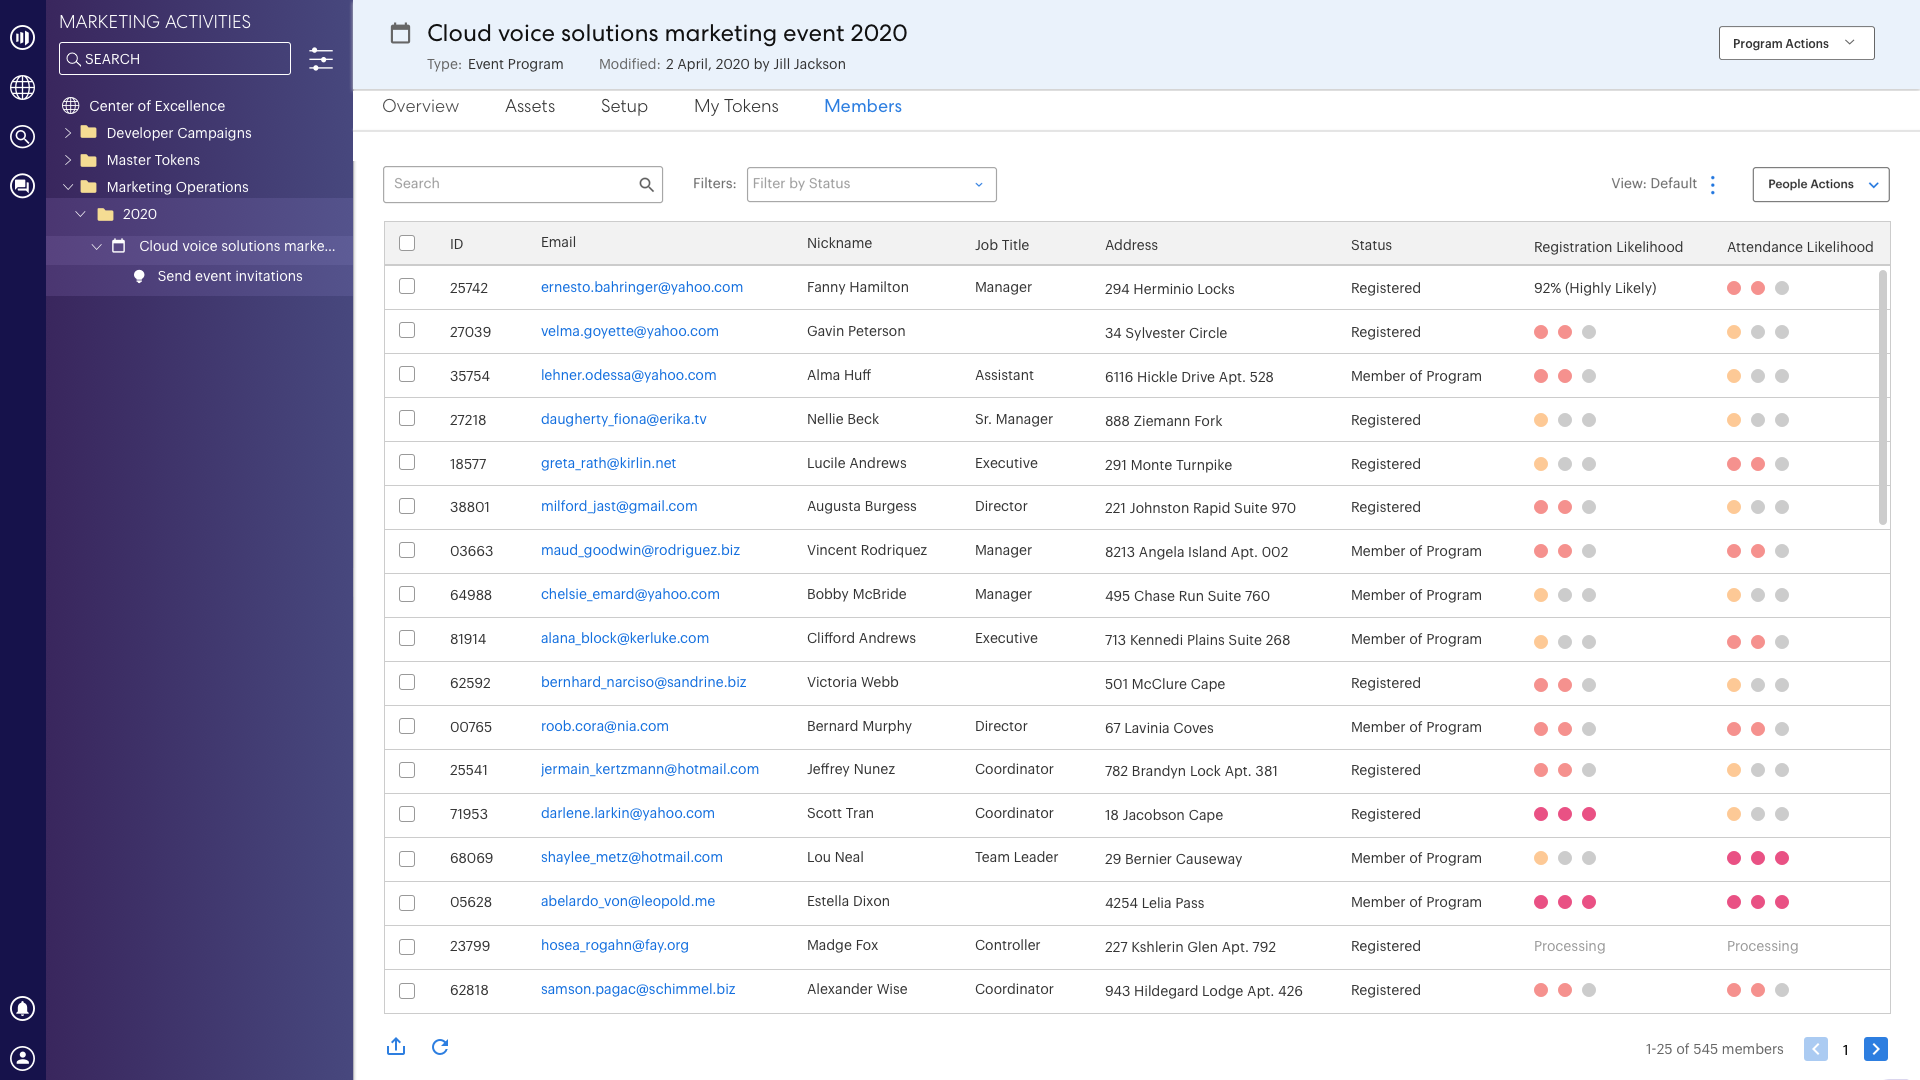 MARKETING ACTIVITIES
SEARCH
Center of Excellence
Developer Campaigns
Master Tokens
Marketing Operations
2020
Cloud voice solutions marke...
Send event invitations
Cloud voice solutions marketing event 2020
Type: Event Program Modified: 2 April, 2020 by Jill Jackson
Program Actions
Overview Assets Setup My Tokens Members
Search Filters: Filter by Status View: Default People Actions
ID Email Nickname Job Title Address Status Registration Likelihood Attendance Likelihood
25742 ernesto.bahringer@yahoo.com Fanny Hamilton Manager 294 Herminio Locks Registered 92% (Highly Likely)
27039 velma.goyette@yahoo.com Gavin Peterson 34 Sylvester Circle Registered
35754 lehner.odessa@yahoo.com Alma Huff Assistant 6116 Hickle Drive Apt. 528 Member of Program
27218 daugherty_fiona@erika.tv Nellie Beck Sr. Manager 888 Ziemann Fork Registered
18577 greta_rath@kirlin.net Lucile Andrews Executive 291 Monte Turnpike Registered
38801 milford_jast@gmail.com Augusta Burgess Director 221 Johnston Rapid Suite 970 Registered
03663 maud_goodwin@rodriguez.biz Vincent Rodriquez Manager 8213 Angela Island Apt. 002 Member of Program
64988 chelsie_emard@yahoo.com Bobby McBride Manager 495 Chase Run Suite 760 Member of Program
81914 alana_block@kerluke.com Clifford Andrews Executive 713 Kennedi Plains Suite 268 Member of Program
62592 bernhard_narciso@sandrine.biz Victoria Webb 501 McClure Cape Registered
00765 roob.cora@nia.com Bernard Murphy Director 67 Lavinia Coves Member of Program
25541 jermain_kertzmann@hotmail.com Jeffrey Nunez Coordinator 782 Brandyn Lock Apt. 381 Registered
71953 darlene.larkin@yahoo.com Scott Tran Coordinator 18 Jacobson Cape Registered
68069 shaylee_metz@hotmail.com Lou Neal Team Leader 29 Bernier Causeway Member of Program
05628 abelardo_von@leopold.me Estella Dixon 4254 Lelia Pass Member of Program
23799 hosea_rogahn@fay.org Madge Fox Controller 227 Kshlerin Glen Apt. 792 Registered Processing Processing
62818 samson.pagac@schimmel.biz Alexander Wise Coordinator 943 Hildegard Lodge Apt. 426 Registered
1-25 of 545 members 1